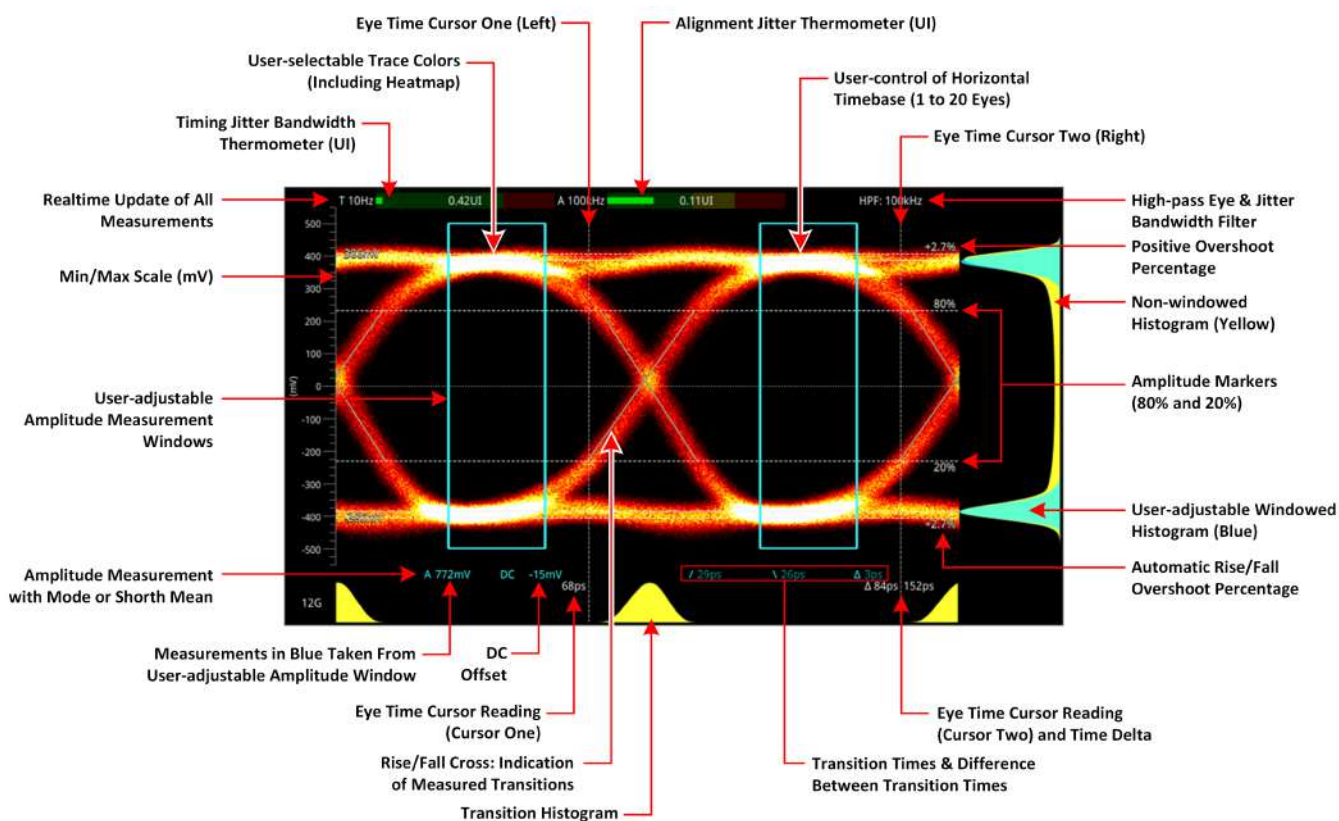 Eye Time Cursor One (Left)
Alignment Jitter Thermometer (UI)
User-selectable Trace Colors
(Including Heatmap)
User-control of Horizontal
Timebase (1 to 20 Eyes)
Timing Jitter Bandwidth
Thermometer (UI)
Eye Time Cursor Two (Right)
Realtime Update of All
Measurements
T 10Hz
0.42UI
A 100kHz
0.11UI
HPF: 100kHz
High-pass Eye & Jitter
Bandwidth Filter
500
+2.7%
Positive Overshoot
Percentage
400
Min/Max Scale (mV)
300
80%
Non-windowed
Histogram (Yellow)
200
100
(mV)
0
User-adjustable
Amplitude Measurement
Windows
Amplitude Markers
(80% and 20%)
-100
-200
20%
-300
-400
+2.7%
User-adjustable Windowed
Histogram (Blue)
-500
Amplitude Measurement
with Mode or Shorth Mean
A 772mV
DC
-15mV
68ps
/ 29ps
\ 26ps
Δ 3ps
Δ 84ps
152ps
Automatic Rise/Fall
Overshoot Percentage
12G
Measurements in Blue Taken From
User-adjustable Amplitude Window
DC
Offset
Eye Time Cursor Reading
(Cursor One)
Eye Time Cursor Reading
(Cursor Two) and Time Delta
Rise/Fall Cross: Indication
of Measured Transitions
Transition Times & Difference
Between Transition Times
Transition Histogram